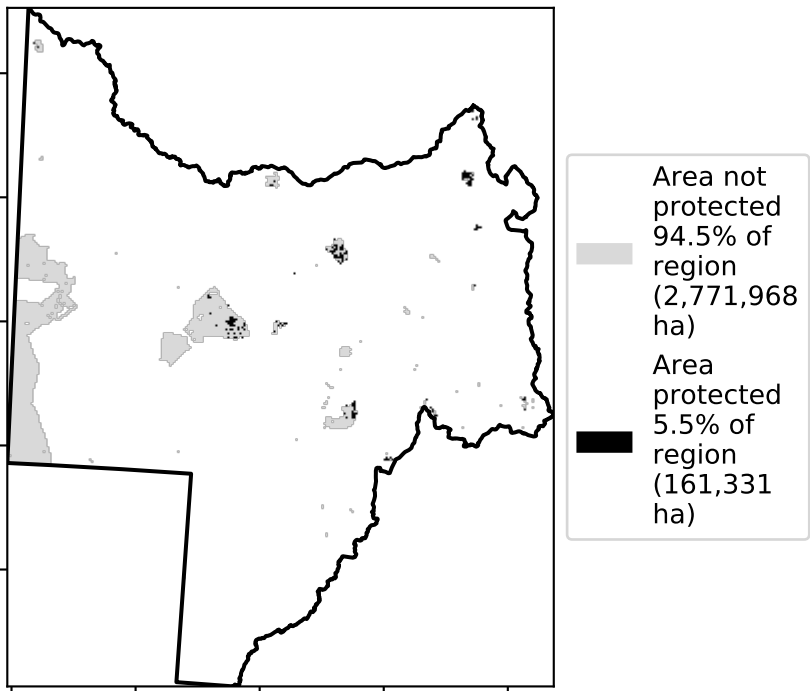 Area not
protected
94.5% of
region
(2,771,968
ha)
Area
protected
5.5% of
region
(161,331
ha)